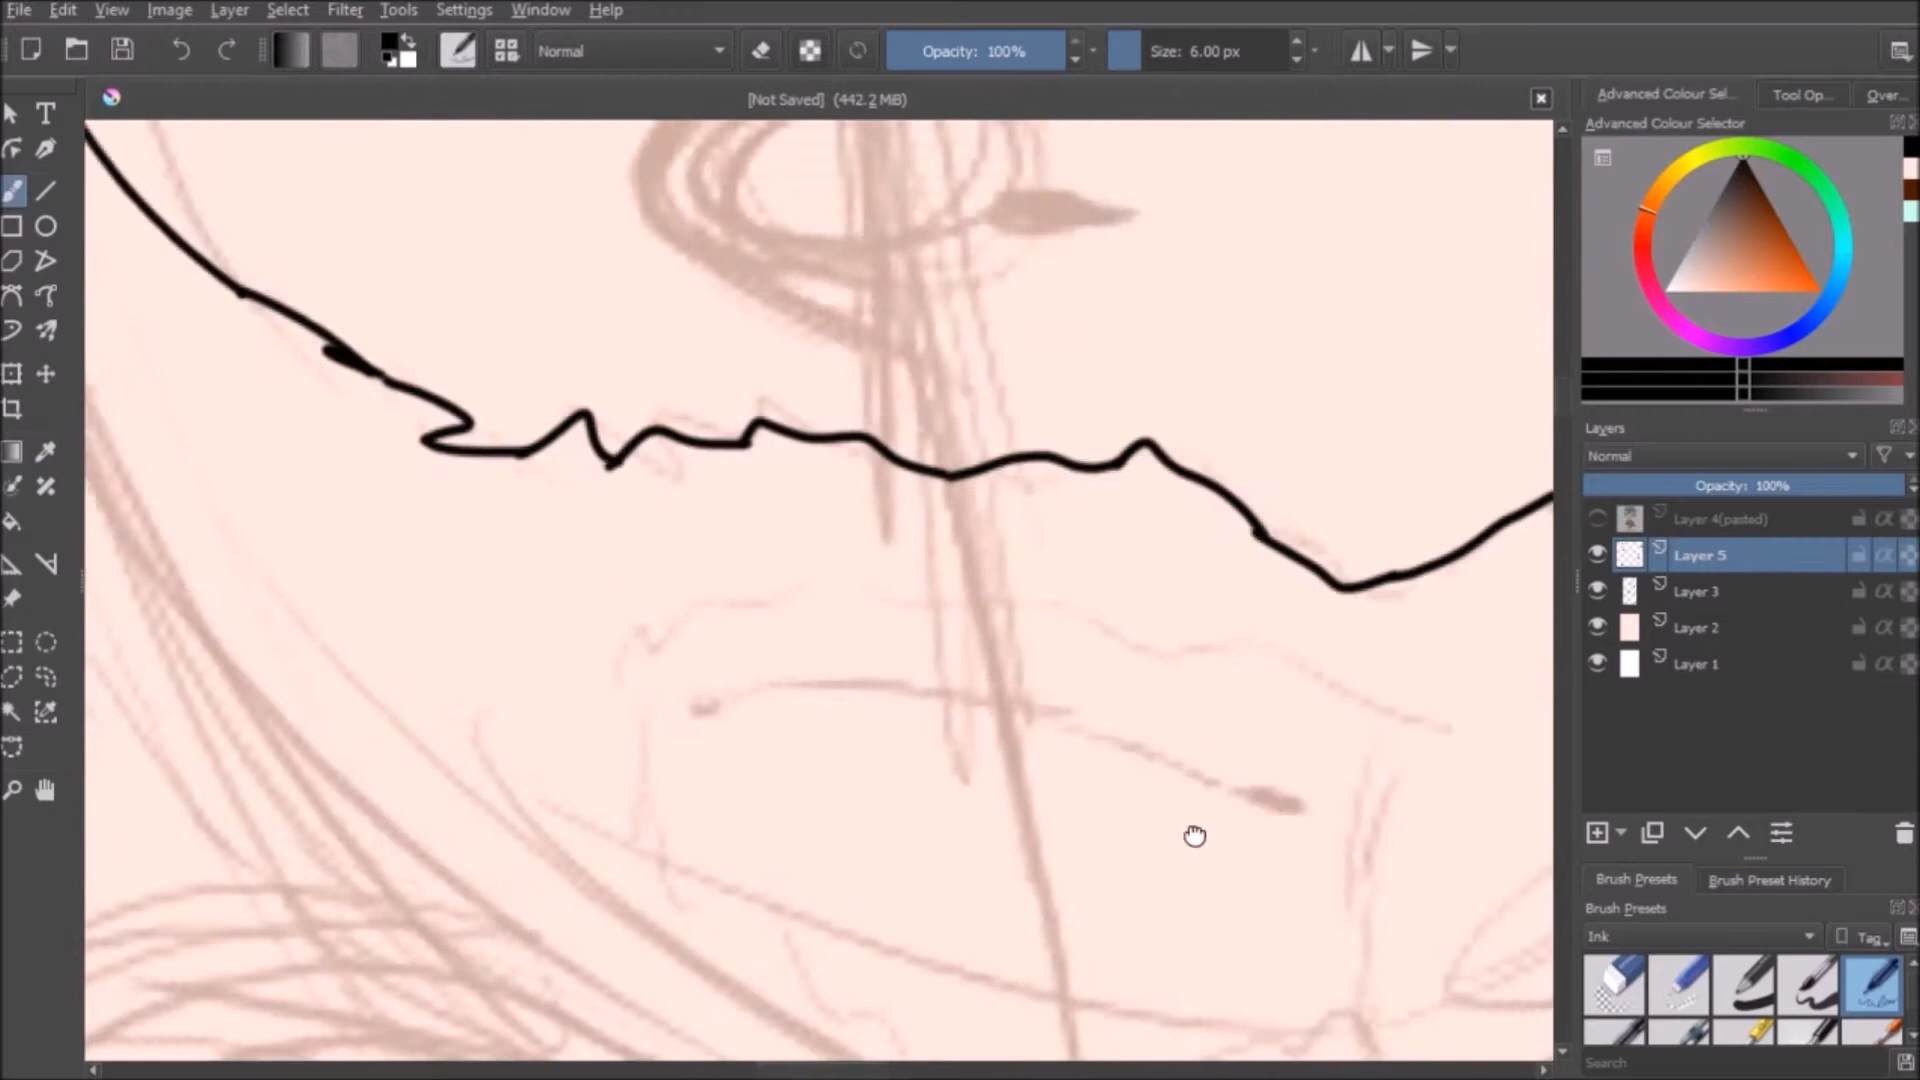 File Edit View Image Layer Select Filter Tools Settings Window Help
Normal Opacity: 100% Size: 6.00 px
[Not Saved] (442.2 MiB)
Advanced Colour Sel... Tool Op... Over...
Advanced Colour Selector
Layers
Normal
Opacity: 100%
Layer 4(pasted)
Layer 5
Layer 3
Layer 2
Layer 1
Brush Presets Brush Preset History
Brush Presets
Ink Tag
Search